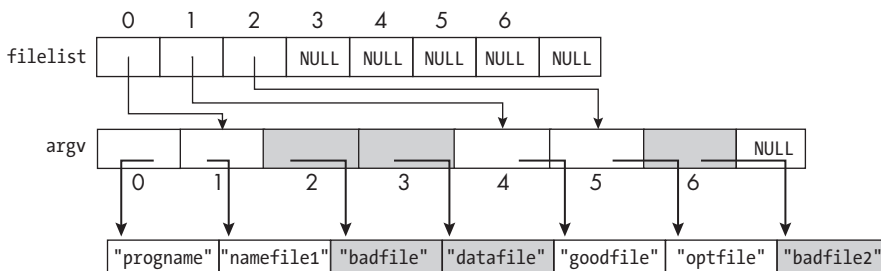 0 1 2 3 4 5 6
filelist NULL NULL NULL NULL NULL
argv NULL
0 1 2 3 4 5 6
"progname" "namefile1" "badfile" "datafile" "goodfile" "optfile" "badfile2"